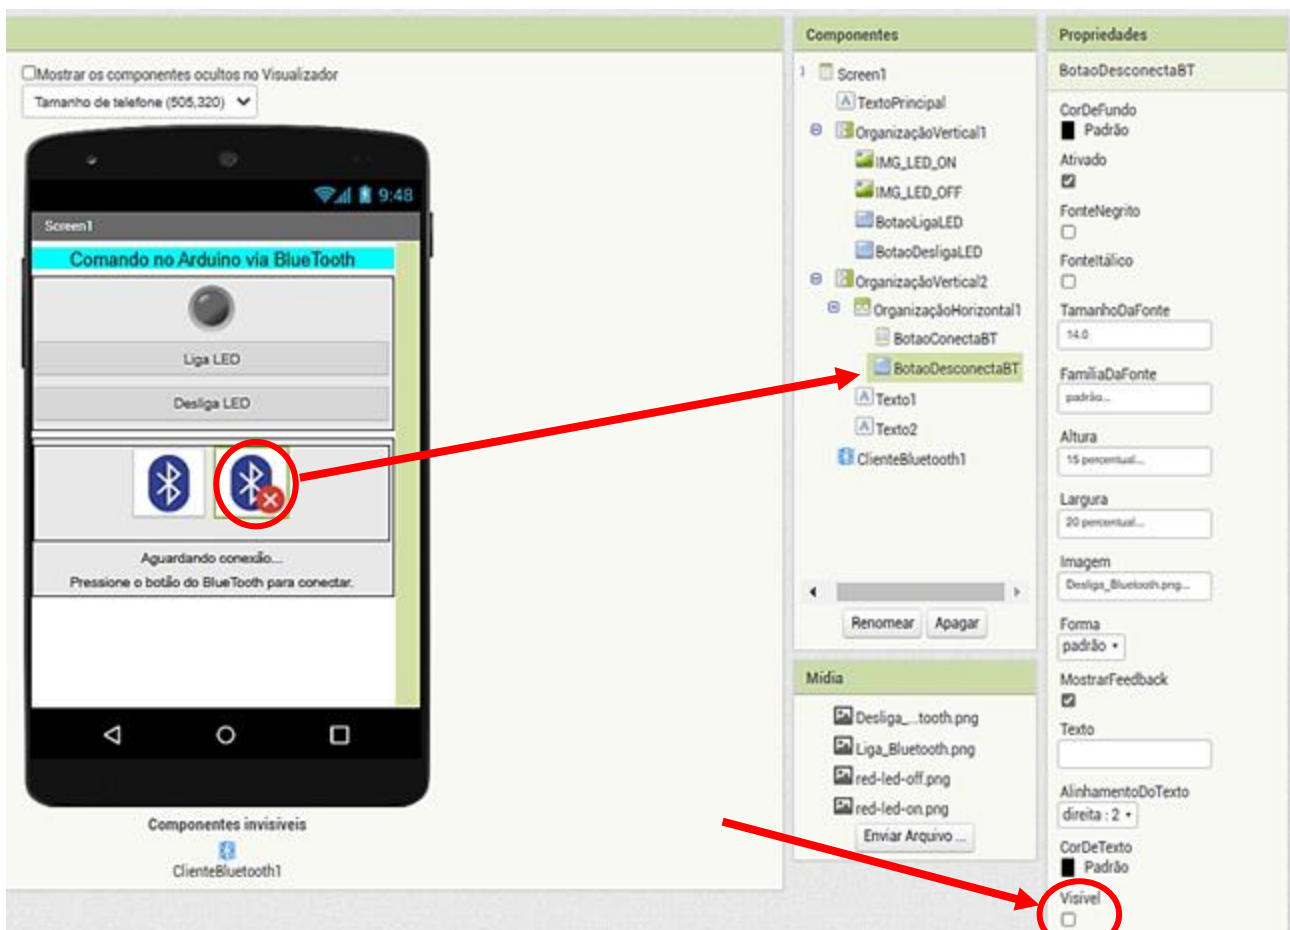 Mostrar os componentes ocultos no Visualizador
Tamanho de telefone (505,320)
9:48
Screen1
Comando no Arduino via BlueTooth
Liga LED
Desliga LED
Aguardando conexão...
Pressione o botão do BlueTooth para conectar.
Componentes invisíveis
ClienteBluetooth1
Componentes
Screen1
TextoPrincipal
OrganizaçãoVertical1
IMG_LED_ON
IMG_LED_OFF
BotaoLigaLED
BotaoDesligaLED
OrganizaçãoVertical2
OrganizaçãoHorizontal1
BotaoConectaBT
BotaoDesconectaBT
Texto1
Texto2
ClienteBluetooth1
Renomear Apagar
Mídia
Desliga_...tooth.png
Liga_Bluetooth.png
red-led-off.png
red-led-on.png
Enviar Arquivo ...
Propriedades
BotaoDesconectaBT
CorDeFundo
Padrão
Ativado
FonteNegrito
FonteItálico
TamanhoDaFonte
14.0
FamíliaDaFonte
padrão...
Altura
15 percentual...
Largura
20 percentual...
Imagem
Desliga_Bluetooth.png...
Forma
padrão
MostrarFeedback
Texto
AlinhamentoDoTexto
direita : 2
CorDeTexto
Padrão
Visível